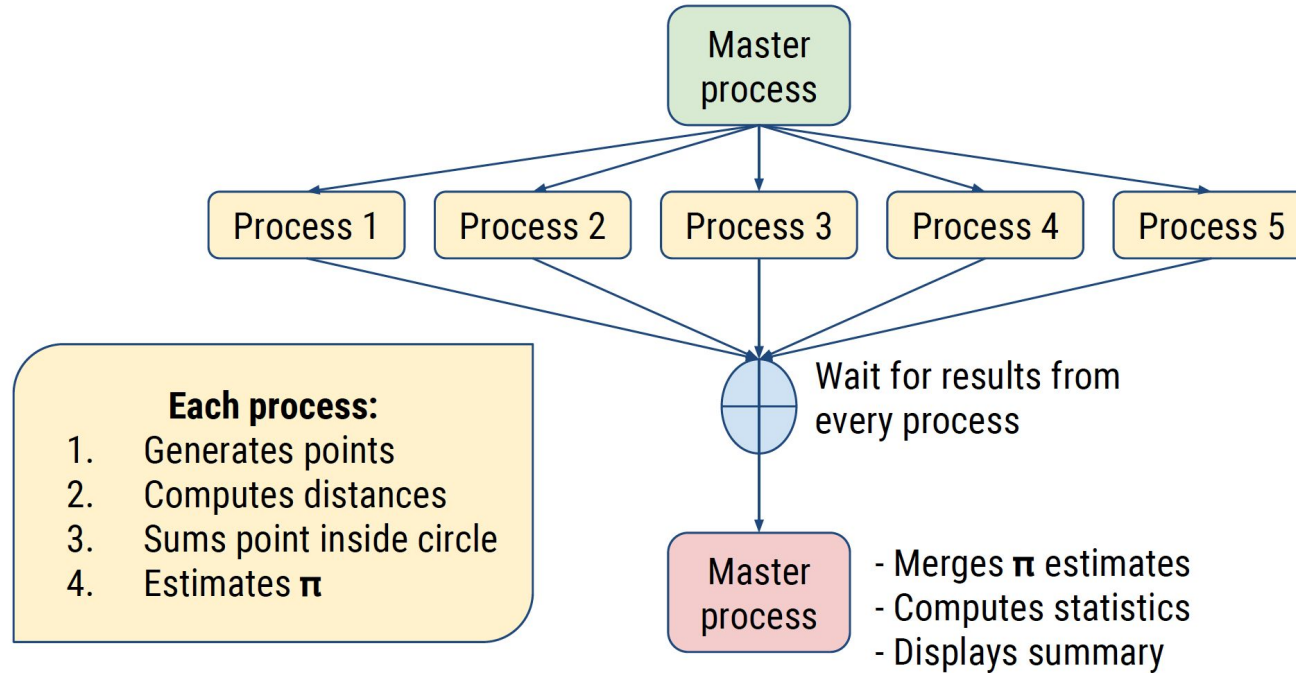 Master
process
Process 1
Process 2
Process 3
Process 4
Process 5
Wait for results from
every process
Each process:
1. Generates points
2. Computes distances
3. Sums point inside circle
4. Estimates π
Master
process
- Merges π estimates
- Computes statistics
- Displays summary